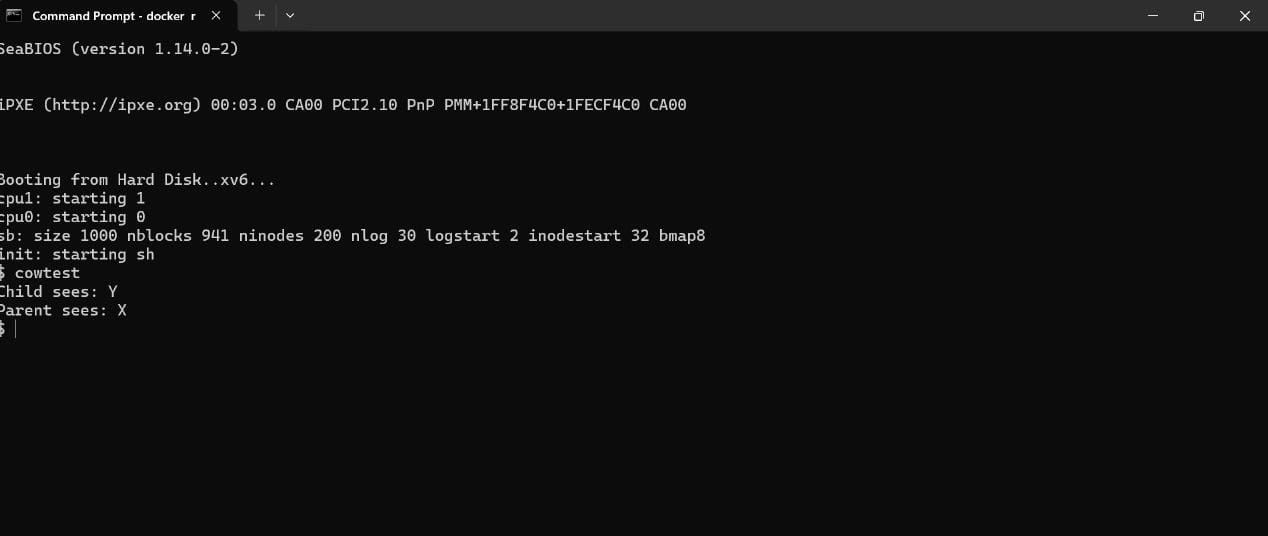 Command Prompt - docker r
SeaBIOS (version 1.14.0-2)
iPXE (http://ipxe.org) 00:03.0 CA00 PCI2.10 PnP PMM+1FF8F4C0+1FECF4C0 CA00
Booting from Hard Disk..xv6...
cpu1: starting 1
cpu0: starting 0
sb: size 1000 nblocks 941 ninodes 200 nlog 30 logstart 2 inodestart 32 bmap8
init: starting sh
$ cowtest
Child sees: Y
Parent sees: X
$